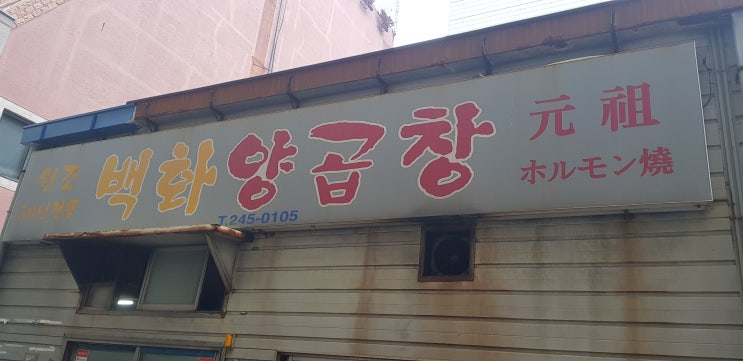 원조
백화양곱창
T.245-0105
元祖
ホルモン焼